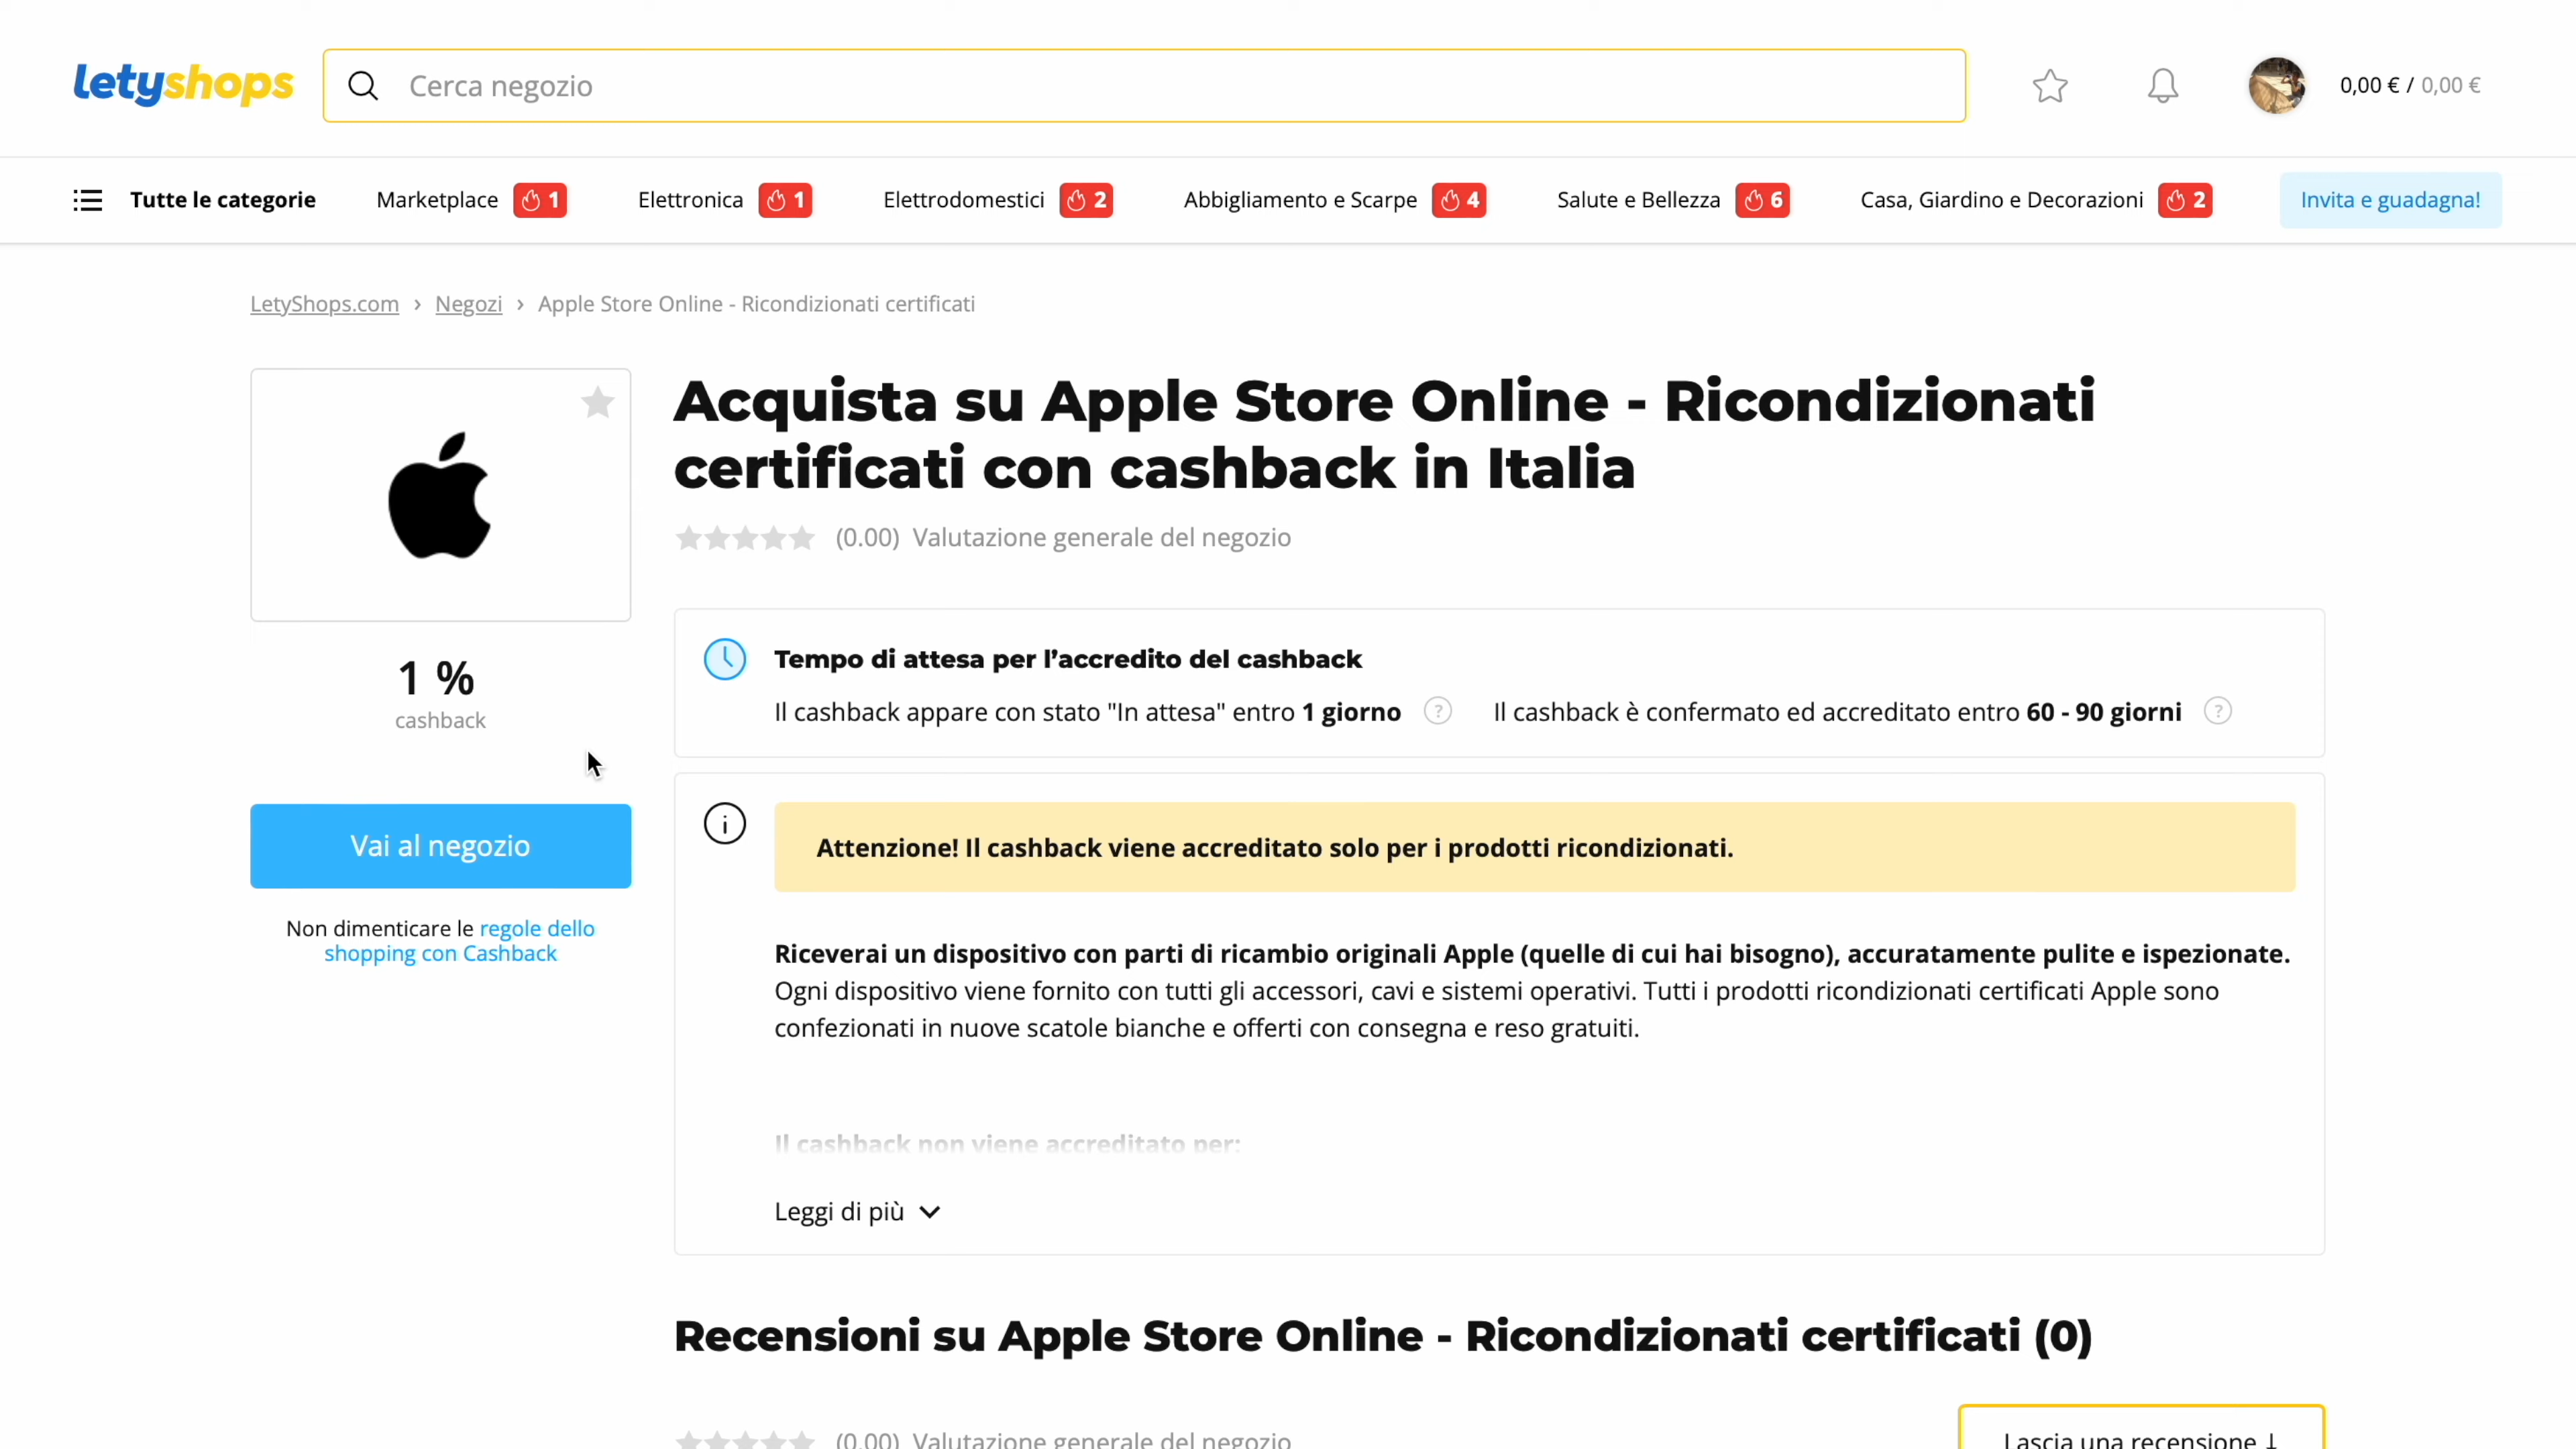 letyshops
Cerca negozio
0,00 € / 0,00 €
Tutte le categorie
Marketplace 1
Elettronica 1
Elettrodomestici 2
Abbigliamento e Scarpe 4
Salute e Bellezza 6
Casa, Giardino e Decorazioni 2
Invita e guadagna!
LetyShops.com › Negozi › Apple Store Online - Ricondizionati certificati
Acquista su Apple Store Online - Ricondizionati
certificati con cashback in Italia
(0.00) Valutazione generale del negozio
1 %
cashback
Vai al negozio
Non dimenticare le regole dello
shopping con Cashback
Tempo di attesa per l’accredito del cashback
Il cashback appare con stato "In attesa" entro 1 giorno ?
Il cashback è confermato ed accreditato entro 60 - 90 giorni ?
Attenzione! Il cashback viene accreditato solo per i prodotti ricondizionati.
Riceverai un dispositivo con parti di ricambio originali Apple (quelle di cui hai bisogno), accuratamente pulite e ispezionate.
Ogni dispositivo viene fornito con tutti gli accessori, cavi e sistemi operativi. Tutti i prodotti ricondizionati certificati Apple sono
confezionati in nuove scatole bianche e offerti con consegna e reso gratuiti.
Il cashback non viene accreditato per:
Leggi di più
Recensioni su Apple Store Online - Ricondizionati certificati (0)
(0.00) Valutazione generale del negozio
Lascia una recensione ↓